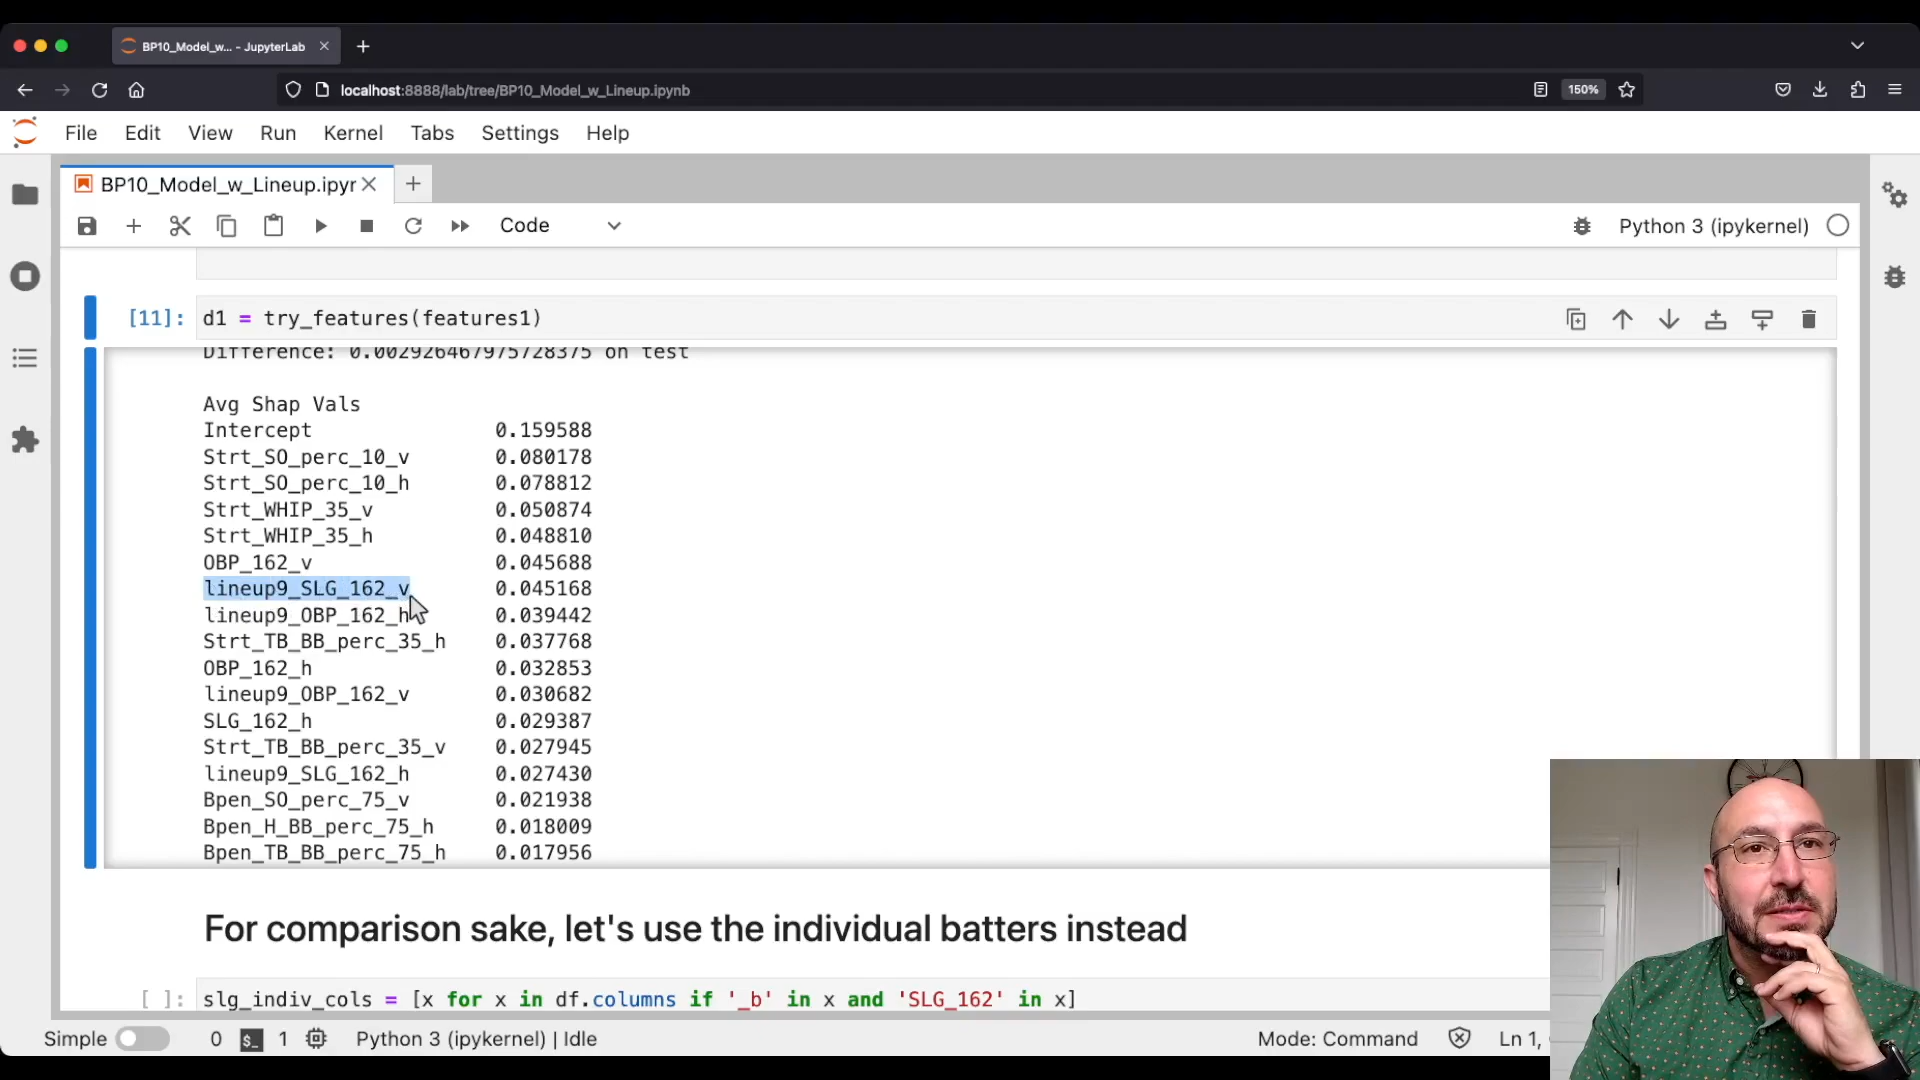 BP10_Model_w... - JupyterLab
localhost:8888/lab/tree/BP10_Model_w_Lineup.ipynb
150%
File Edit View Run Kernel Tabs Settings Help
BP10_Model_w_Lineup.ipyr
Code
Python 3 (ipykernel)
[11]: d1 = try_features(features1)
Difference: 0.002926467975728375 on test
Avg Shap Vals
Intercept 0.159588
Strt_SO_perc_10_v 0.080178
Strt_SO_perc_10_h 0.078812
Strt_WHIP_35_v 0.050874
Strt_WHIP_35_h 0.048810
OBP_162_v 0.045688
lineup9_SLG_162_v 0.045168
lineup9_OBP_162_h 0.039442
Strt_TB_BB_perc_35_h 0.037768
OBP_162_h 0.032853
lineup9_OBP_162_v 0.030682
SLG_162_h 0.029387
Strt_TB_BB_perc_35_v 0.027945
lineup9_SLG_162_h 0.027430
Bpen_SO_perc_75_v 0.021938
Bpen_H_BB_perc_75_h 0.018009
Bpen_TB_BB_perc_75_h 0.017956
For comparison sake, let's use the individual batters instead
[ ]: slg_indiv_cols = [x for x in df.columns if '_b' in x and 'SLG_162' in x]
Simple 0 $_ 1 Python 3 (ipykernel) | Idle Mode: Command Ln 1,